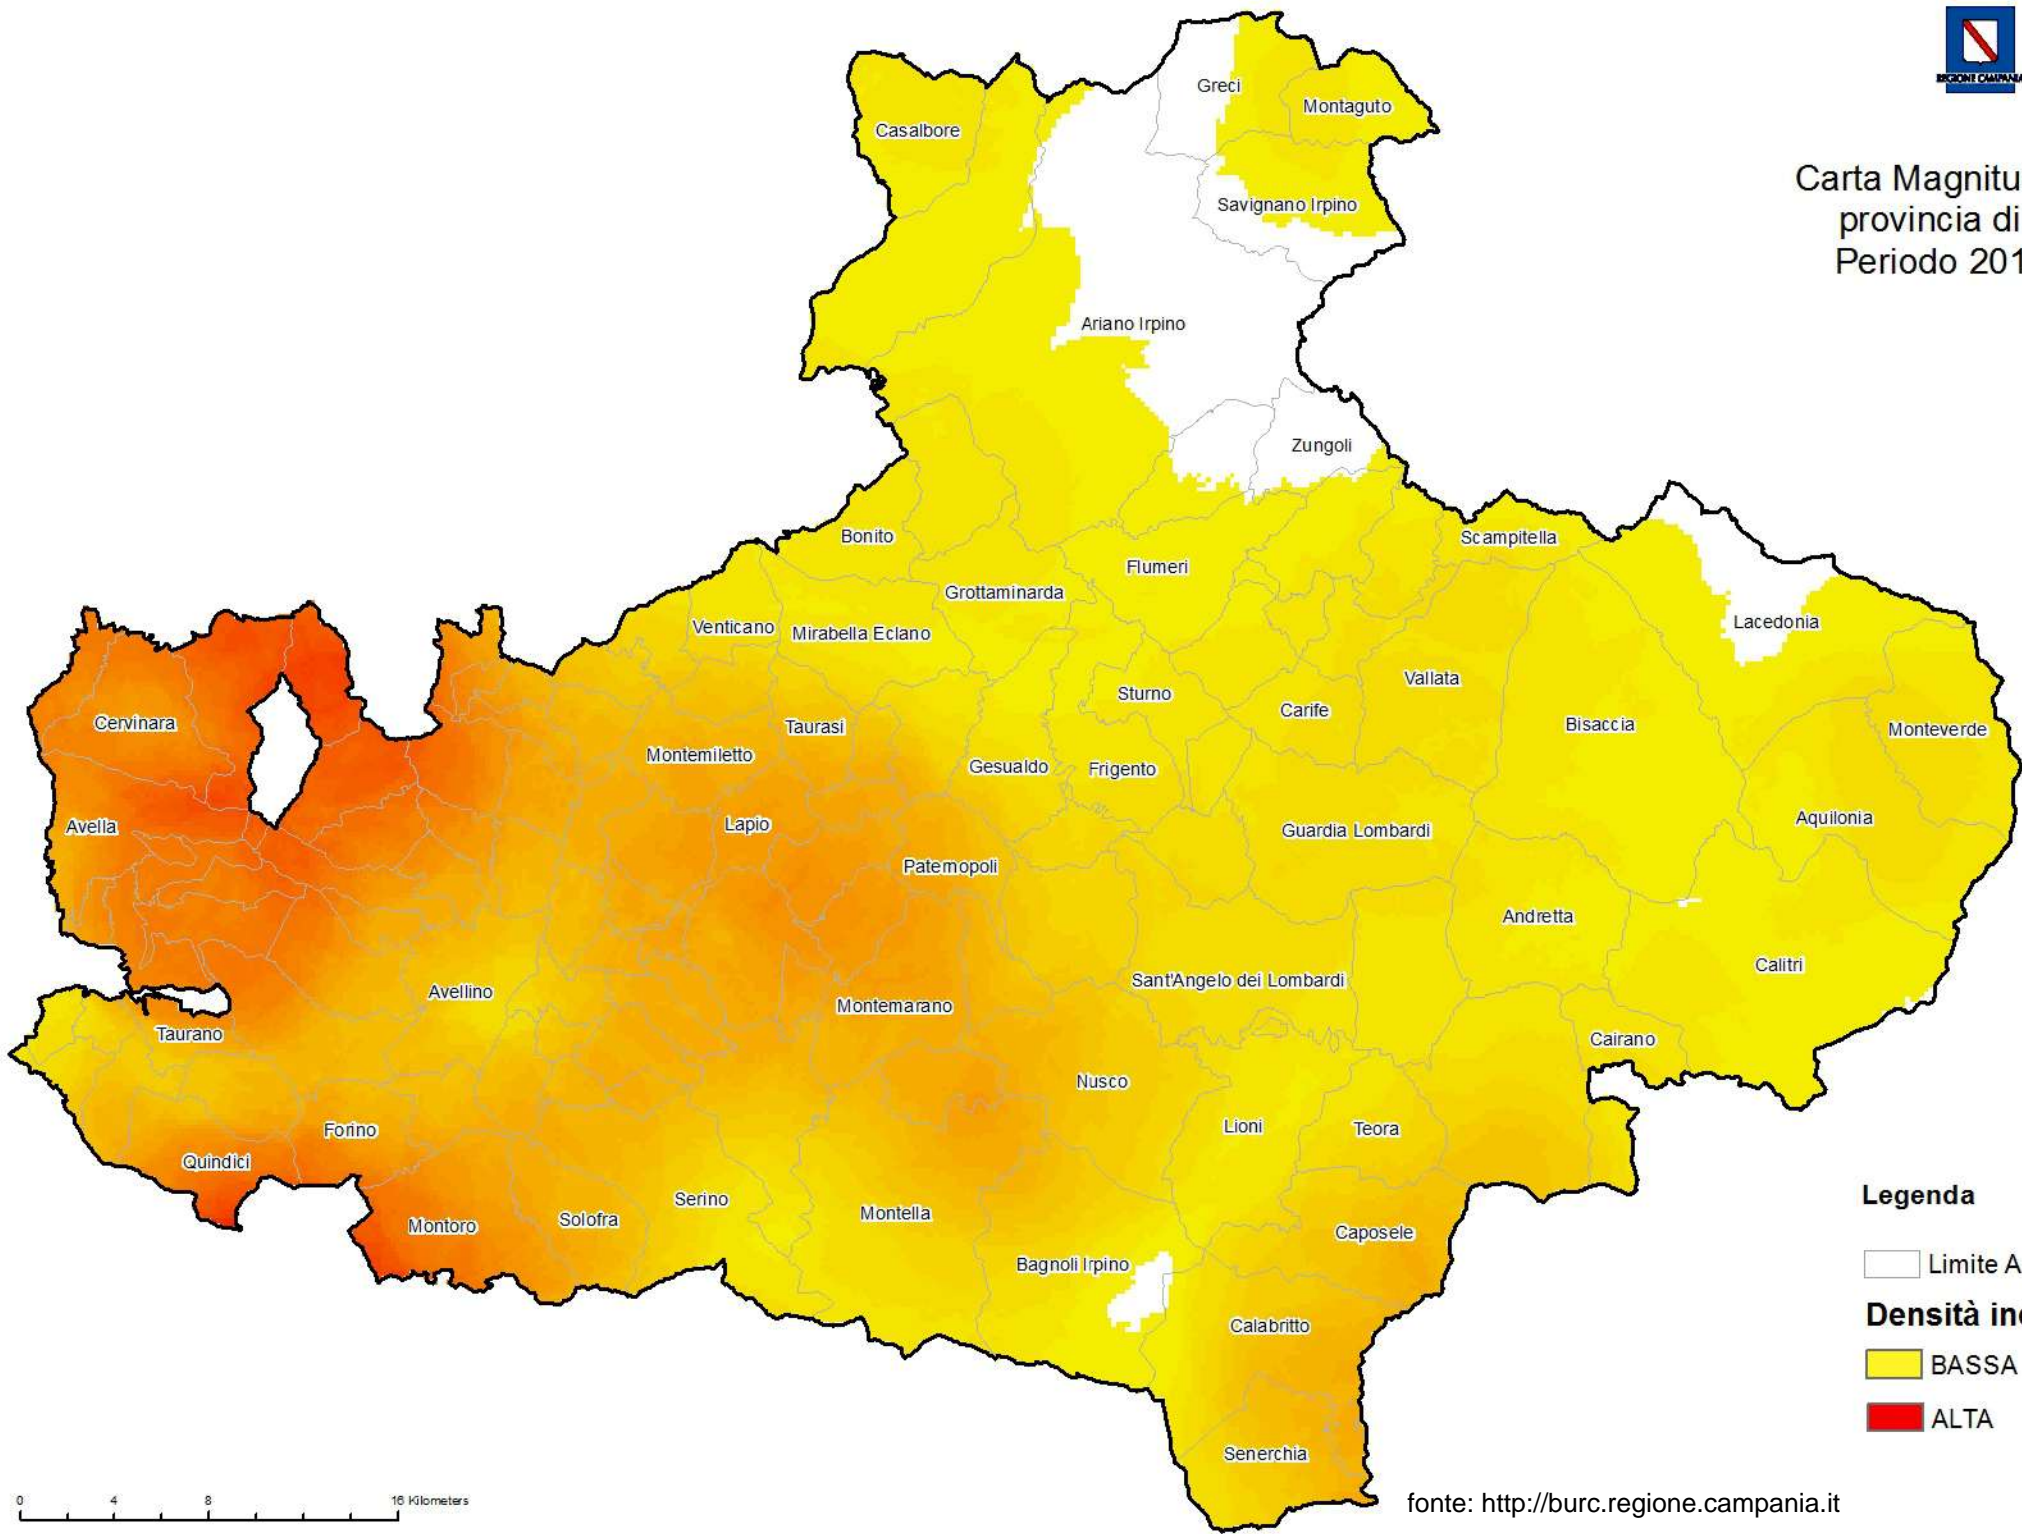 REGIONE CAMPANIA
Carta Magnitu
provincia di
Periodo 201
Greci
Montaguto
Casalbore
Savignano Irpino
Ariano Irpino
Zungoli
Bonito
Scampitella
Flumeri
Grottaminarda
Lacedonia
Venticano
Mirabella Eclano
Vallata
Sturno
Carife
Cervinara
Taurasi
Bisaccia
Monteverde
Montemiletto
Gesualdo
Frigento
Avella
Lapio
Guardia Lombardi
Aquilonia
Paternopoli
Andretta
Calitri
Sant'Angelo dei Lombardi
Avellino
Montemarano
Taurano
Cairano
Nusco
Lioni
Teora
Forino
Quindici
Serino
Montella
Solofra
Montoro
Caposele
Bagnoli Irpino
Calabritto
Senerchia
Legenda
Limite A
Densità inc
BASSA
ALTA
0 4 8 16 Kilometers
fonte: http://burc.regione.campania.it